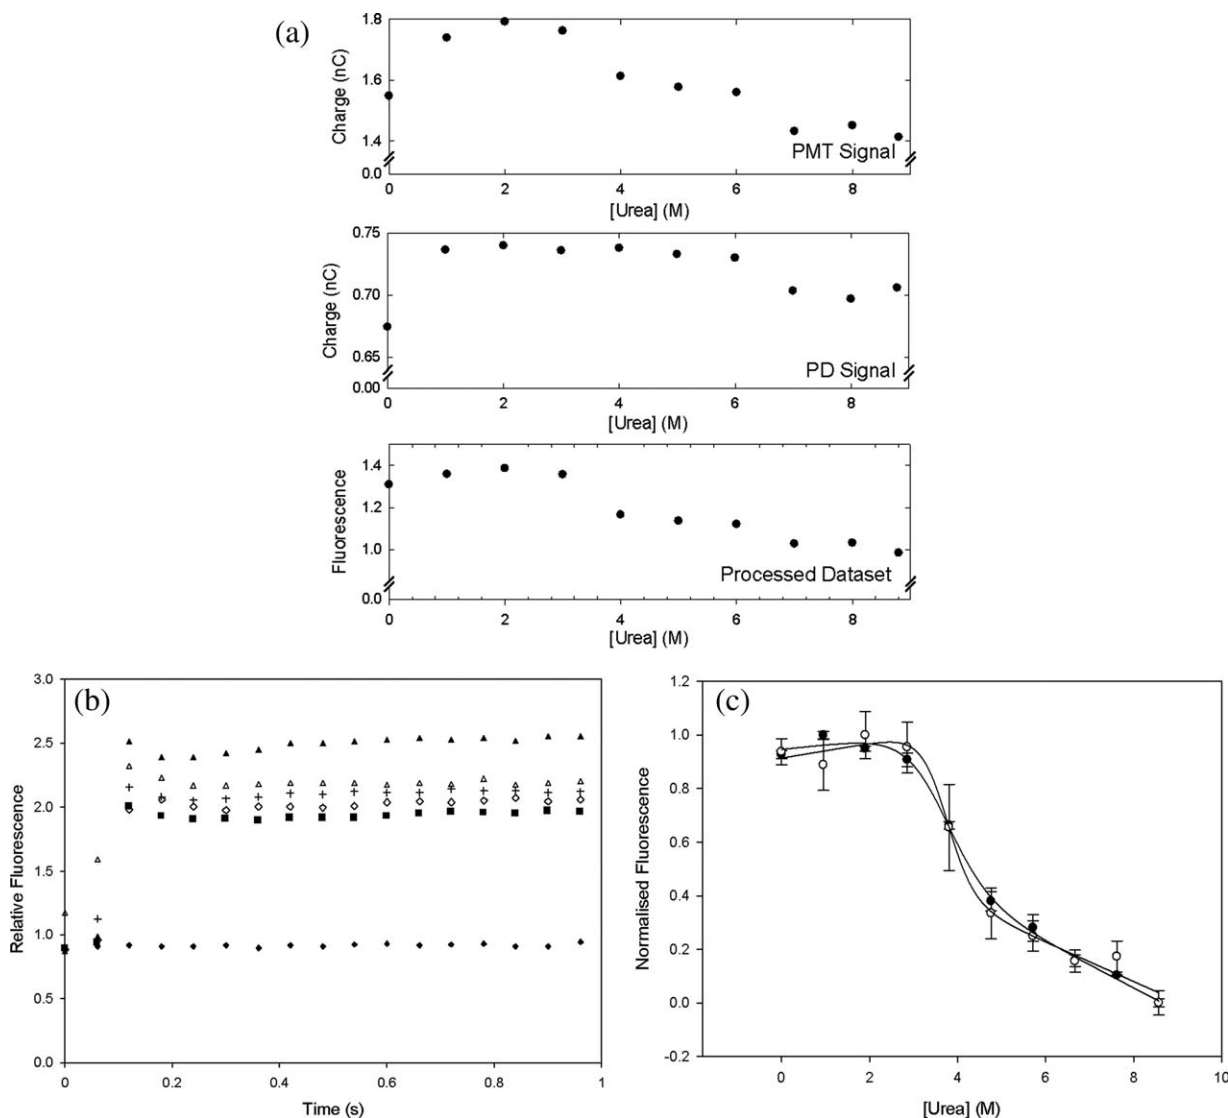 (a)
1.8
1.6
1.4
0.0
Charge (nC)
PMT Signal
0 2 4 6 8
[Urea] (M)
0.75
0.70
0.65
0.00
Charge (nC)
PD Signal
0 2 4 6 8
[Urea] (M)
1.4
1.2
1.0
0.0
Fluorescence
Processed Dataset
0 2 4 6 8
[Urea] (M)
(b)
3.0
2.5
2.0
1.5
1.0
0.5
0.0
Relative Fluorescence
0 0.2 0.4 0.6 0.8 1
Time (s)
(c)
1.2
1.0
0.8
0.6
0.4
0.2
0.0
-0.2
Normalised Fluorescence
0 2 4 6 8 10
[Urea] (M)